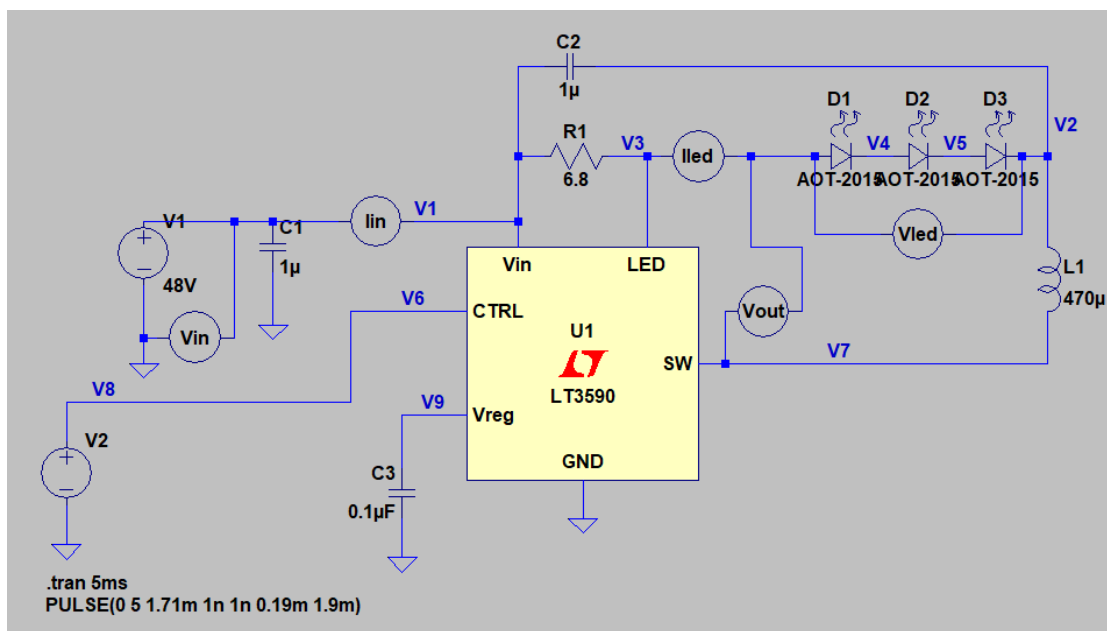 C2
1µ
D1
D2
D3
V2
R1
V3
Iled
V4
V5
6.8
AOT-2015
AOT-2015
AOT-2015
V1
Iin
V1
C1
Vled
1µ
Vin
LED
L1
48V
470µ
Vin
V6
CTRL
Vout
U1
SW
V7
V8
LT3590
V9
Vreg
V2
GND
C3
0.1µF
.tran 5ms
PULSE(0 5 1.71m 1n 1n 0.19m 1.9m)